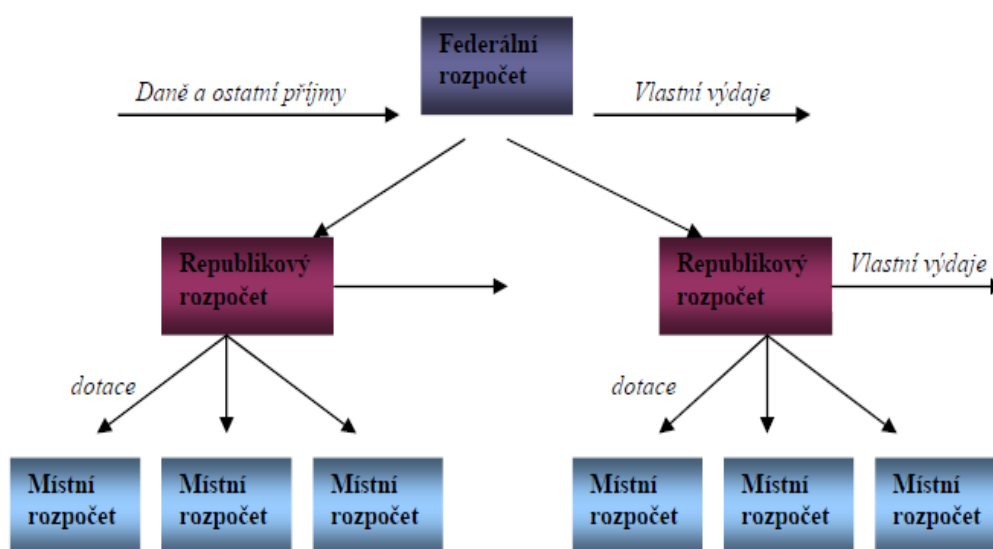 Federální
rozpočet
Daně a ostatní příjmy
Vlastní výdaje
Republikový
rozpočet
Republikový
rozpočet
Vlastní výdaje
dotace
dotace
Místní
rozpočet
Místní
rozpočet
Místní
rozpočet
Místní
rozpočet
Místní
rozpočet
Místní
rozpočet